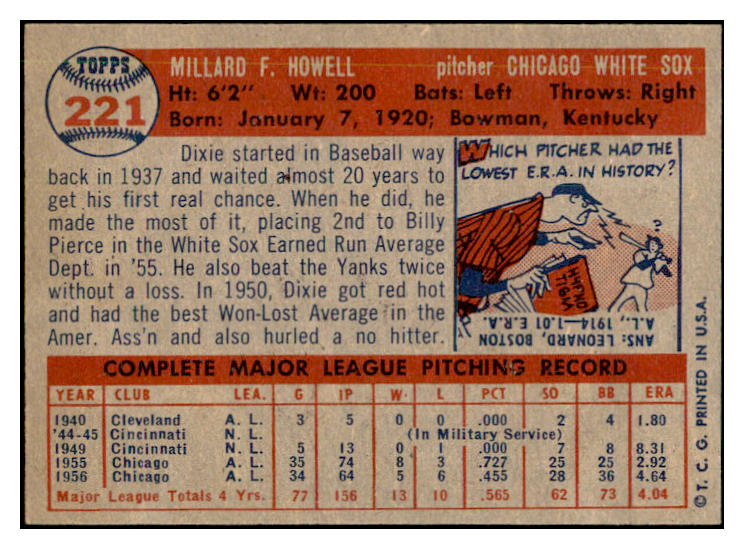 TOPPS
221
MILLARD F. HOWELL pitcher CHICAGO WHITE SOX
Ht: 6'2" Wt: 200 Bats: Left Throws: Right
Born: January 7, 1920; Bowman, Kentucky
Dixie started in Baseball way
back in 1937 and waited almost 20 years to
get his first real chance. When he did, he
made the most of it, placing 2nd to Billy
Pierce in the White Sox Earned Run Average
Dept. in '55. He also beat the Yanks twice
without a loss. In 1950, Dixie got red hot
and had the best Won-Lost Average in the
Amer. Ass'n and also hurled a no hitter.
WHICH PITCHER HAD THE
LOWEST E.R.A. IN HISTORY?
?
ANS: LEONARD, BOSTON
A.L., 1914—1.01 E.R.A.
COMPLETE MAJOR LEAGUE PITCHING RECORD
YEAR CLUB LEA. G IP W L PCT SO BB ERA
1940 Cleveland A. L. 3 5 0 0 .000 2 4 1.80
'44-45 Cincinnati N. L. (In Military Service)
1949 Cincinnati N. L. 5 13 0 1 .000 7 8 8.31
1955 Chicago A. L. 35 74 8 3 .727 25 25 2.92
1956 Chicago A. L. 34 64 5 6 .455 28 36 4.64
Major League Totals 4 Yrs. 77 156 13 10 .565 62 73 4.04
© T. C. G. PRINTED IN U.S.A.